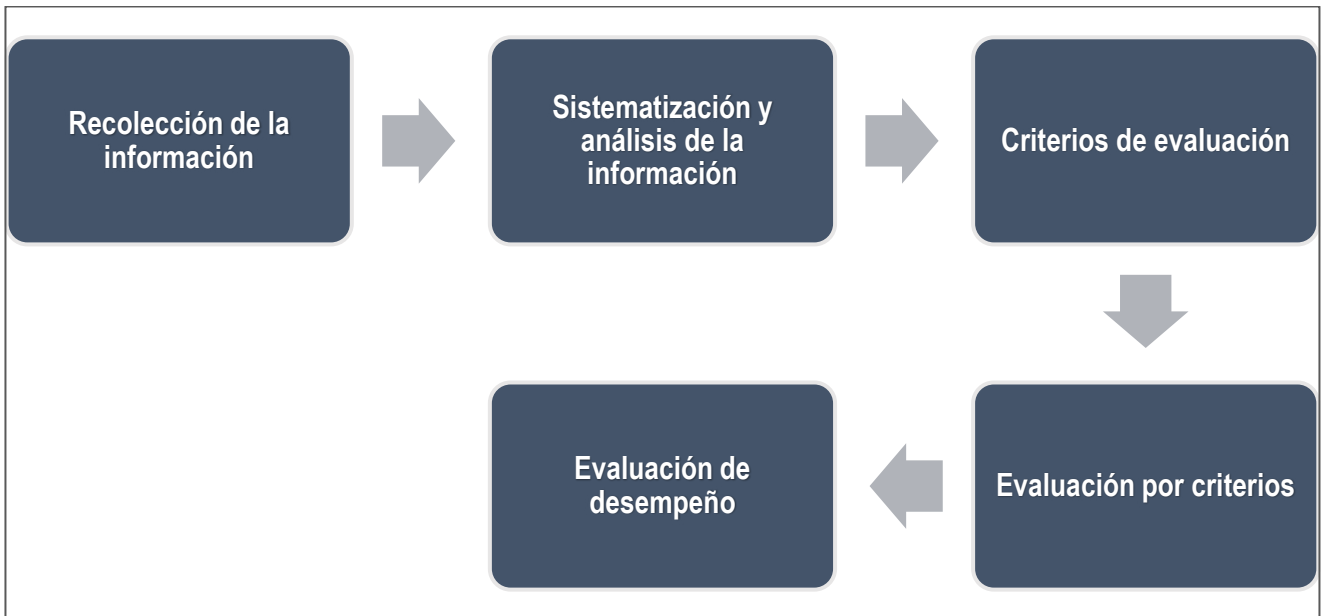 Recolección de la
información
Sistematización y
análisis de la
información
Criterios de evaluación
Evaluación por criterios
Evaluación de
desempeño